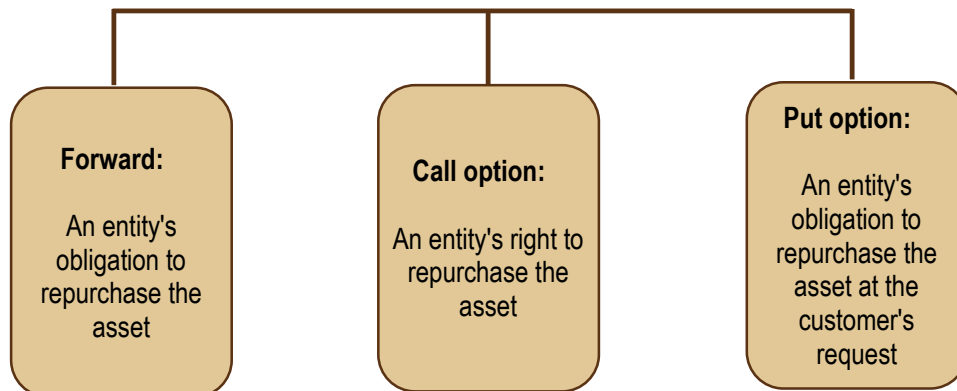 Forward:
An entity's
obligation to
repurchase the
asset
Call option:
An entity's right to
repurchase the
asset
Put option:
An entity's
obligation to
repurchase the
asset at the
customer's
request